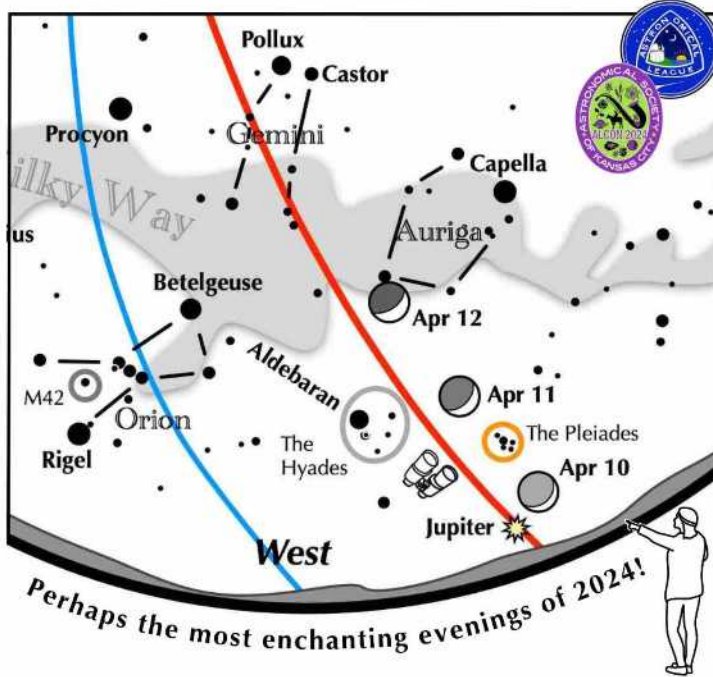 Pollux
Castor
ASTRONOMICAL
LEAGUE
ASTRONOMICAL SOCIETY
ALCON 2024
OF KANSAS CITY
Procyon
Gemini
Capella
ilky Way
ius
Auriga
Betelgeuse
Apr 12
Aldebaran
Apr 11
M42
Orion
The Pleiades
Rigel
The
Hyades
Apr 10
Jupiter
West
Perhaps the most enchanting evenings of 2024!